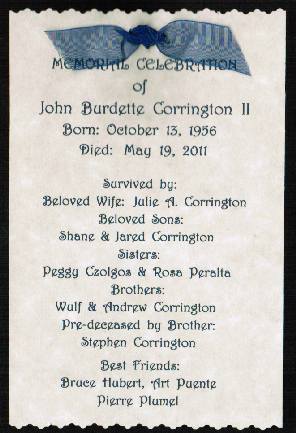 MEMORIAL CELEBRATION
of
John Burdette Corrington II
Born: October 13, 1956
Died: May 19, 2011
Survived by:
Beloved Wife: Julie A. Corrington
Beloved Sons:
Shane & Jared Corrington
Sisters:
Peggy Czolgos & Rosa Peralta
Brothers:
Wulf & Andrew Corrington
Pre-deceased by Brother:
Stephen Corrington
Best Friends:
Bruce Hubert, Art Puente
Pierre Plumel